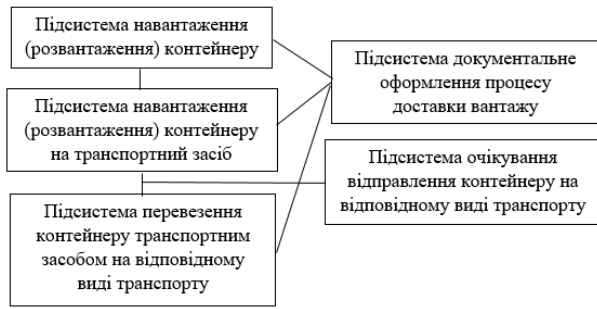 Підсистема навантаження
(розвантаження) контейнеру
Підсистема навантаження
(розвантаження) контейнеру
на транспортний засіб
Підсистема перевезення
контейнеру транспортним
засобом на відповідному
виді транспорту
Підсистема документальне
оформлення процесу
доставки вантажу
Підсистема очікування
відправлення контейнеру на
відповідному виді транспорту